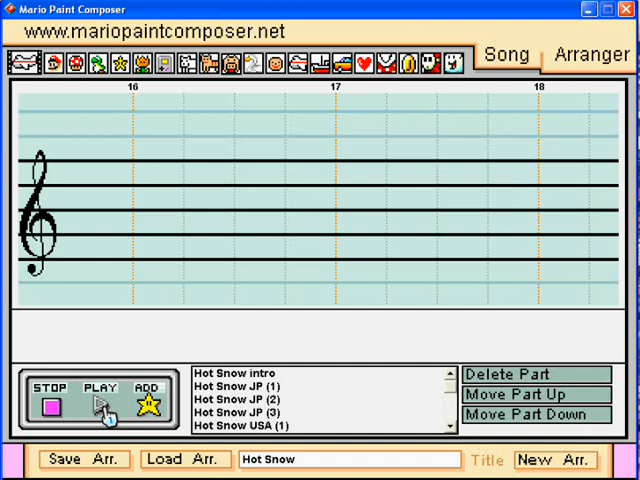 Mario Paint Composer
www.mariopaintcomposer.net
Song
Arranger
16 17 18
STOP PLAY ADD
Hot Snow intro
Hot Snow JP (1)
Hot Snow JP (2)
Hot Snow JP (3)
Hot Snow USA (1)
Delete Part
Move Part Up
Move Part Down
Save Arr. Load Arr. Hot Snow Title New Arr.